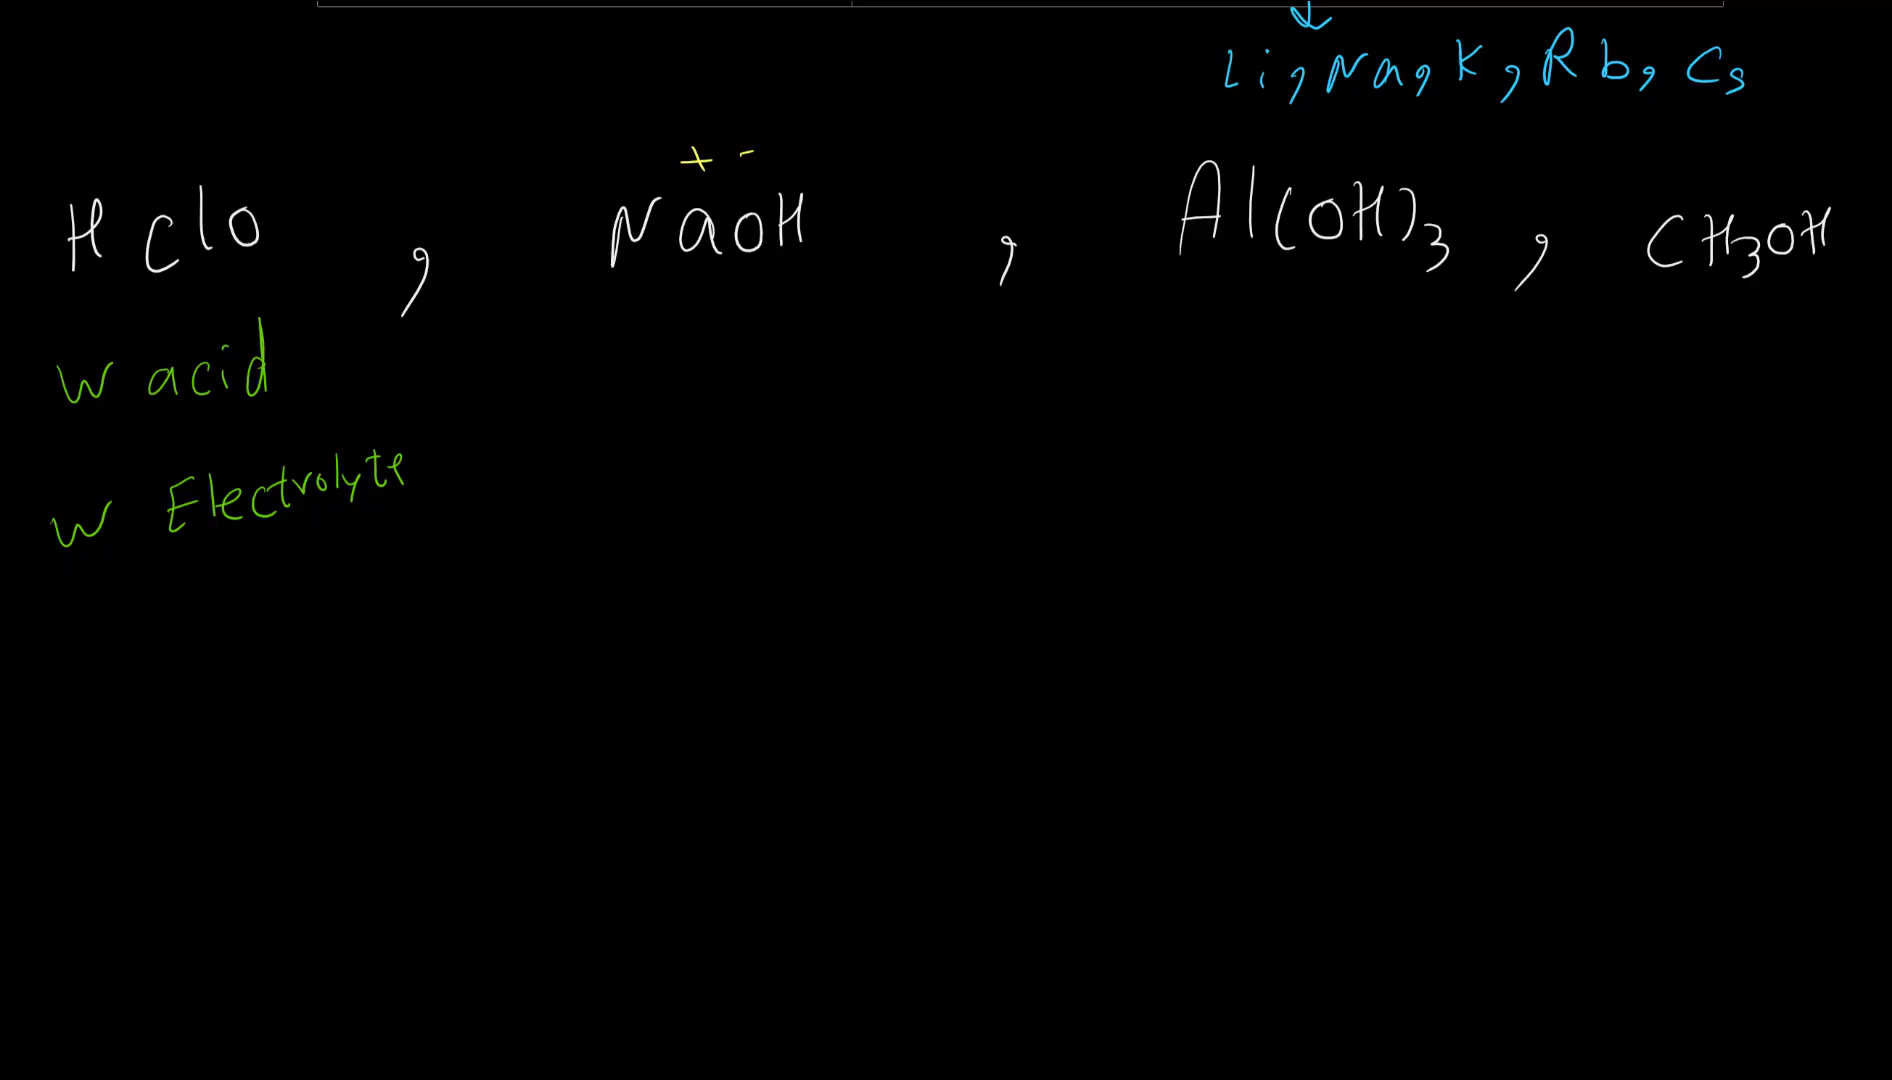 Li, Na, K, Rb, Cs
+ -
HClO , NaOH , Al(OH)3 , CH3OH
w acid
w Electrolyte